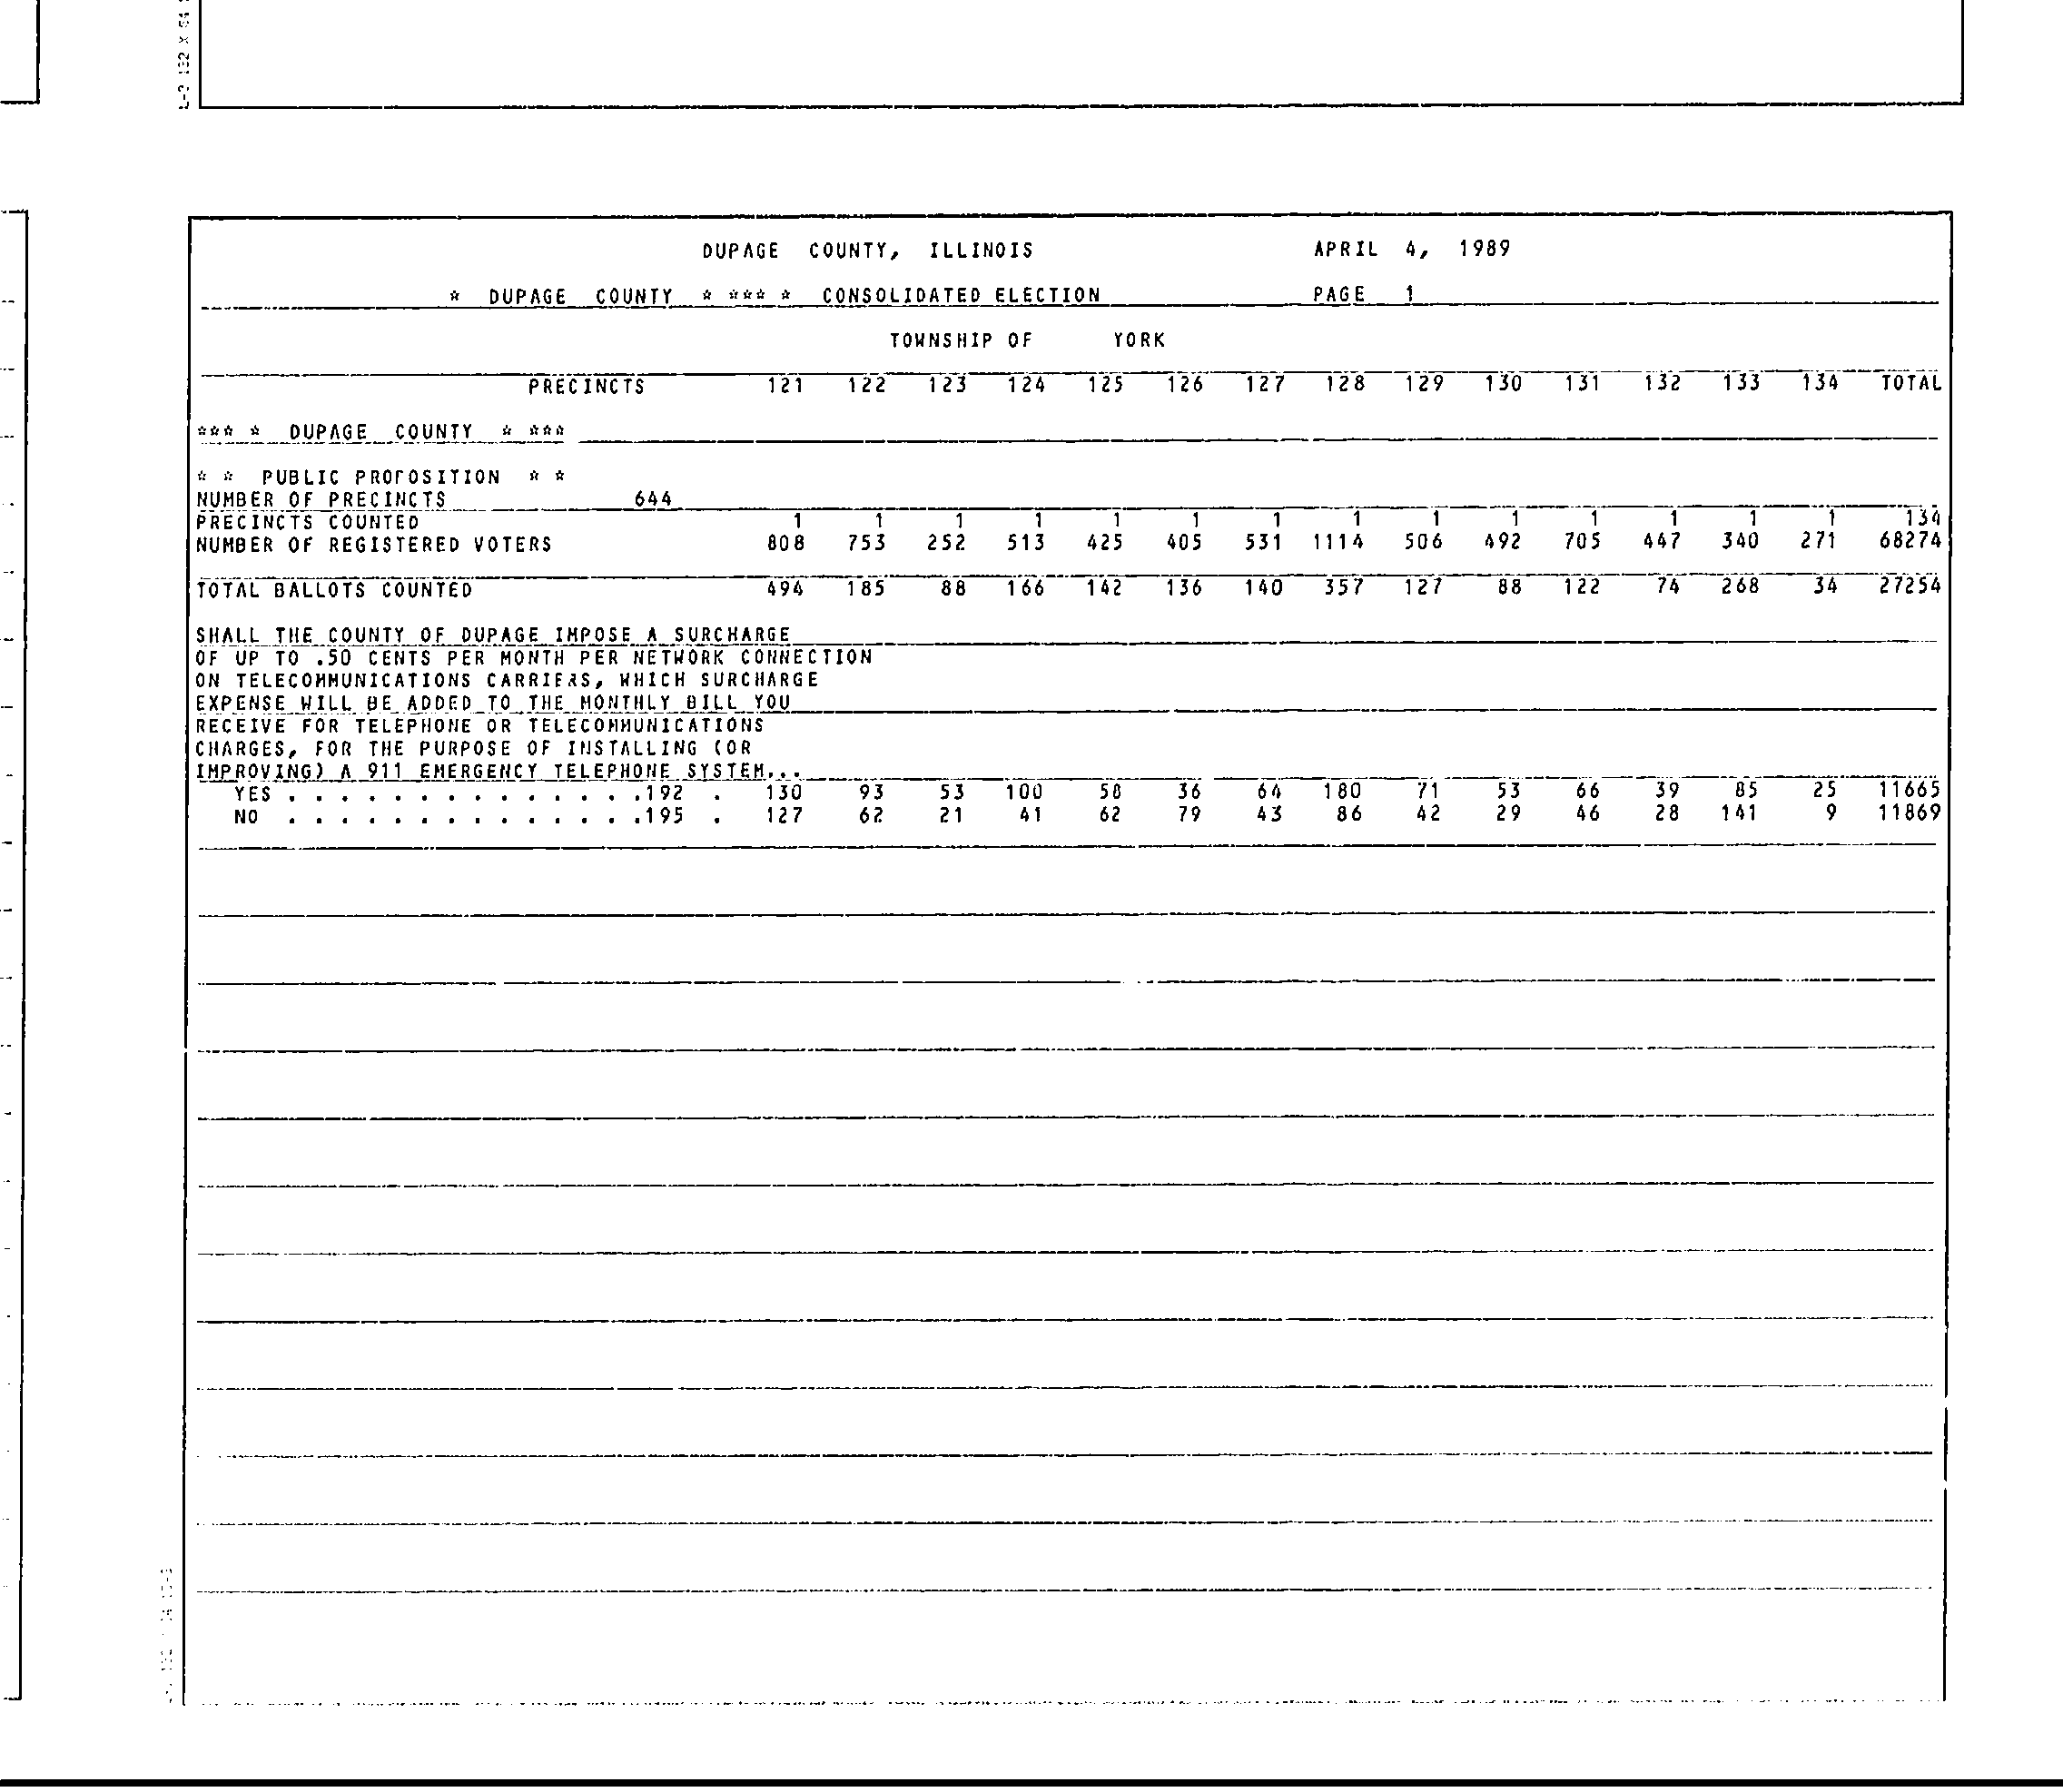 DUPAGE COUNTY, ILLINOIS APRIL 4, 1989
* DUPAGE COUNTY * *** * CONSOLIDATED ELECTION PAGE 1
TOWNSHIP OF YORK
PRECINCTS 121 122 123 124 125 126 127 128 129 130 131 132 133 134 TOTAL
*** * DUPAGE COUNTY * ***
* * PUBLIC PROPOSITION * *
NUMBER OF PRECINCTS 644
PRECINCTS COUNTED 1 1 1 1 1 1 1 1 1 1 1 1 1 1 134
NUMBER OF REGISTERED VOTERS 808 753 252 513 425 405 531 1114 506 492 705 447 340 271 68274
TOTAL BALLOTS COUNTED 494 185 88 166 142 136 140 357 127 88 122 74 268 34 27254
SHALL THE COUNTY OF DUPAGE IMPOSE A SURCHARGE
OF UP TO .50 CENTS PER MONTH PER NETWORK CONNECTION
ON TELECOMMUNICATIONS CARRIERS, WHICH SURCHARGE
EXPENSE WILL BE ADDED TO THE MONTHLY BILL YOU
RECEIVE FOR TELEPHONE OR TELECOMMUNICATIONS
CHARGES, FOR THE PURPOSE OF INSTALLING (OR
IMPROVING) A 911 EMERGENCY TELEPHONE SYSTEM...
YES . . . . . . . . . . . . . .192 . 130 93 53 100 58 36 64 180 71 53 66 39 85 25 11665
NO . . . . . . . . . . . . . .195 . 127 62 21 41 62 79 43 86 42 29 46 28 141 9 11869